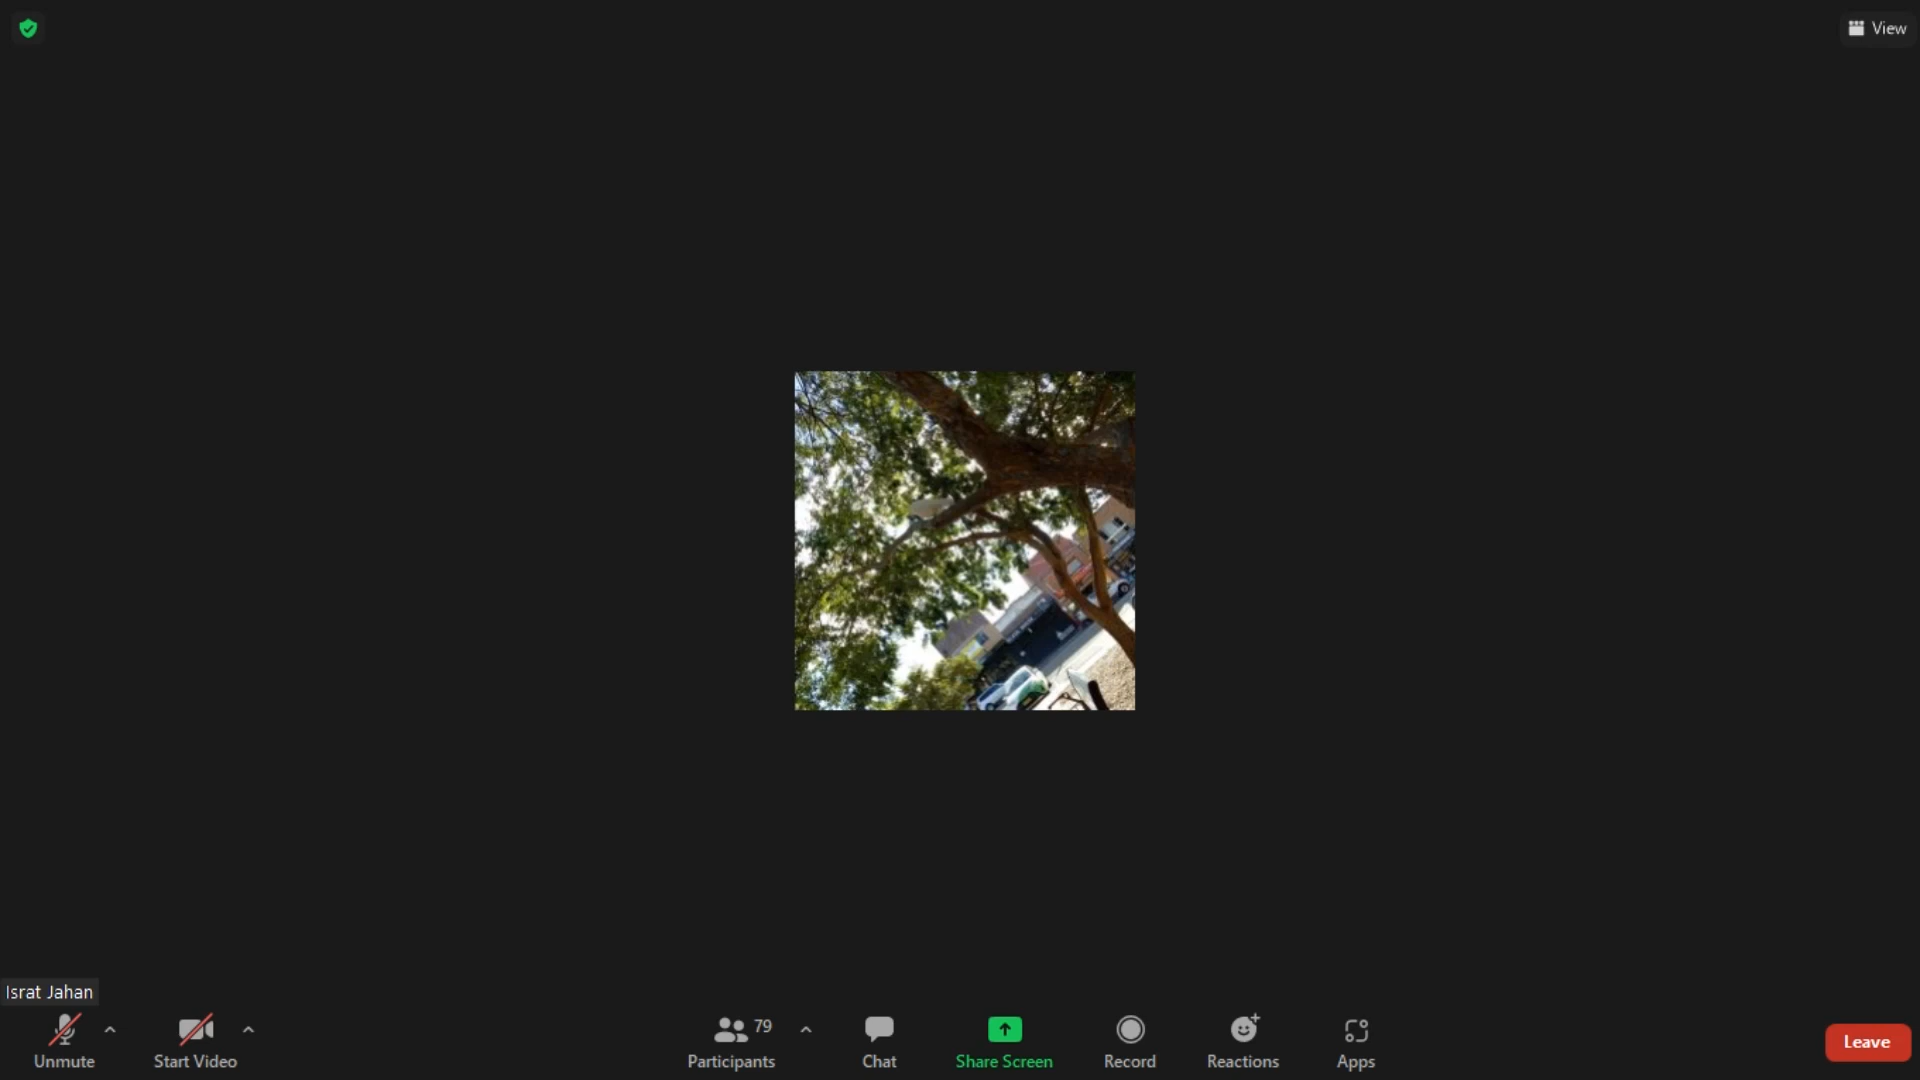 View
Israt Jahan
Unmute
Start Video
79
Participants
Chat
Share Screen
Record
Reactions
Apps
Leave